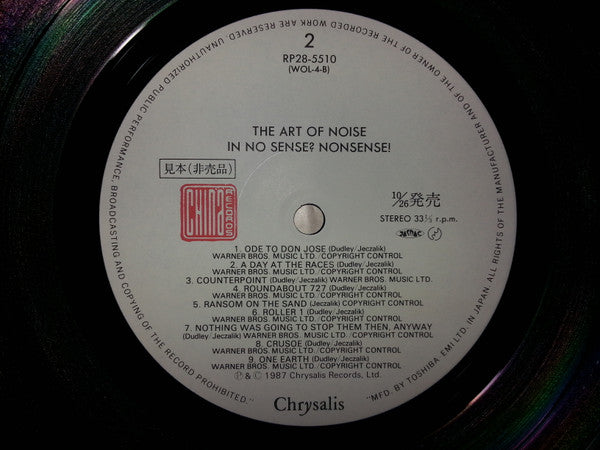 2
RP28-5510
(WOL-4-B)
THE ART OF NOISE
IN NO SENSE? NONSENSE!
見本(非売品)
CHINA
RECORDS
10/26発売
STEREO 33⅓ r.p.m.
1. ODE TO DON JOSE (Dudley/Jeczalik)
WARNER BROS. MUSIC LTD./COPYRIGHT CONTROL
2. A DAY AT THE RACES (Dudley/Jeczalik)
WARNER BROS. MUSIC LTD./COPYRIGHT CONTROL
3. COUNTERPOINT (Dudley/Jeczalik) WARNER BROS. MUSIC LTD.
4. ROUNDABOUT 727 (Dudley/Jeczalik)
WARNER BROS. MUSIC LTD./COPYRIGHT CONTROL
5. RANSOM ON THE SAND (Dudley/Jeczalik)COPYRIGHT CONTROL
6. ROLLER 1 (Dudley/Jeczalik)
WARNER BROS. MUSIC LTD./COPYRIGHT CONTROL
7. NOTHING WAS GOING TO STOP THEM THEN, ANYWAY
(Dudley/Jeczalik) WARNER BROS. MUSIC LTD./COPYRIGHT CONTROL
8. CRUSOE (Dudley/Jeczalik)
WARNER BROS. MUSIC LTD./COPYRIGHT CONTROL
9. ONE EARTH (Dudley/Jeczalik)
WARNER BROS. MUSIC LTD./COPYRIGHT CONTROL
℗ & © 1987 Chrysalis Records, Ltd.
Chrysalis
ALL RIGHTS OF THE MANUFACTURER AND OF THE OWNER OF THE RECORDED WORK ARE RESERVED. UNAUTHORIZED PUBLIC PERFORMANCE, BROADCASTING AND COPYING OF THE RECORD PROHIBITED."
"MFD. BY TOSHIBA EMI LTD. IN JAPAN.